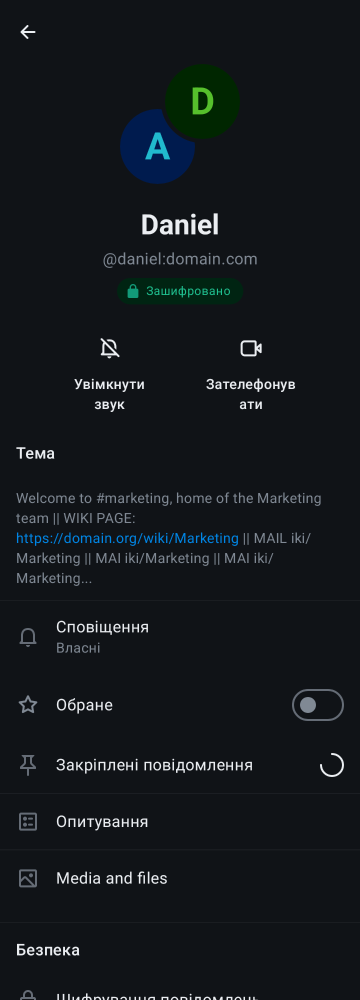 D
A
Daniel
@daniel:domain.com
Зашифровано
Увімкнути
звук
Зателефонув
ати
Тема
Welcome to #marketing, home of the Marketing
team || WIKI PAGE:
https://domain.org/wiki/Marketing || MAIL iki/
Marketing || MAI iki/Marketing || MAI iki/
Marketing...
Сповіщення
Власні
Обране
Закріплені повідомлення
Опитування
Media and files
Безпека
Шифрування повідомлень